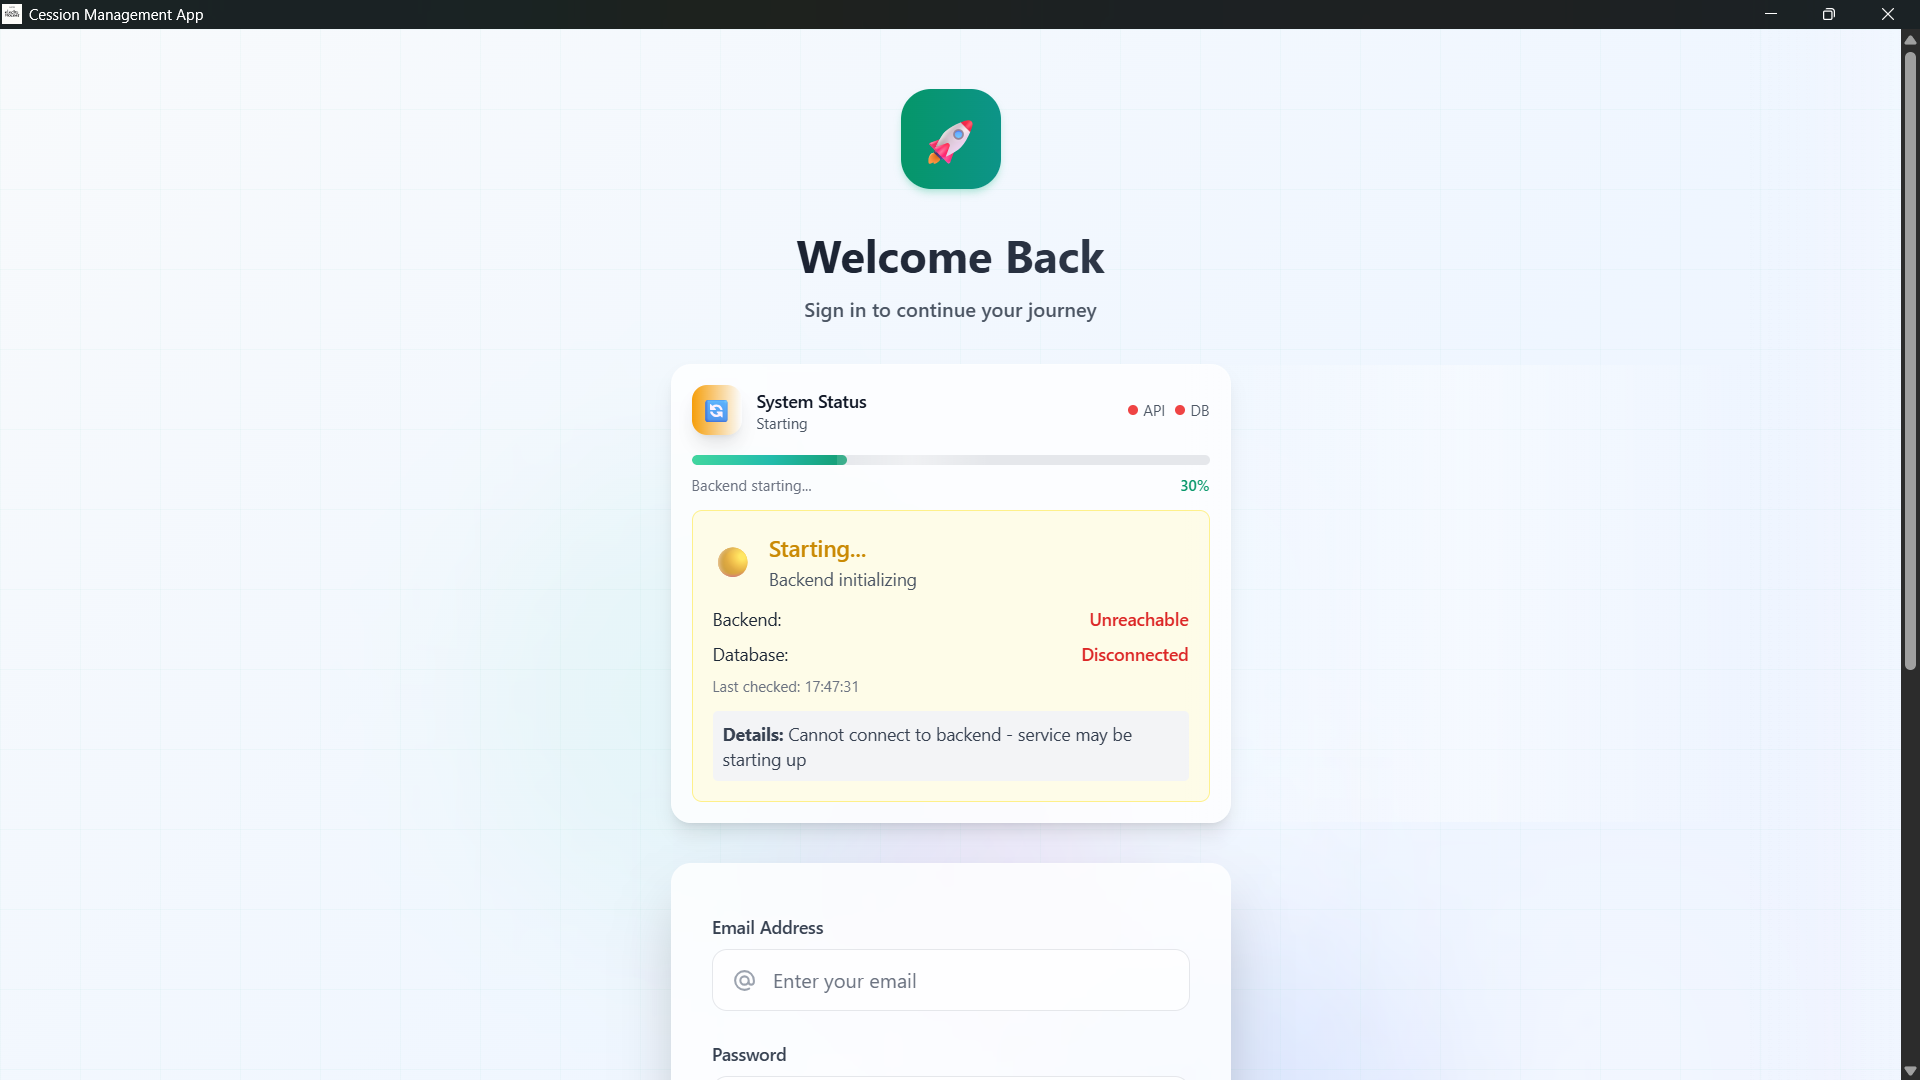 Cession Management App
Welcome Back
Sign in to continue your journey
System Status
Starting
API DB
Backend starting...
30%
Starting...
Backend initializing
Backend: Unreachable
Database: Disconnected
Last checked: 17:47:31
Details: Cannot connect to backend - service may be
starting up
Email Address
Enter your email
Password